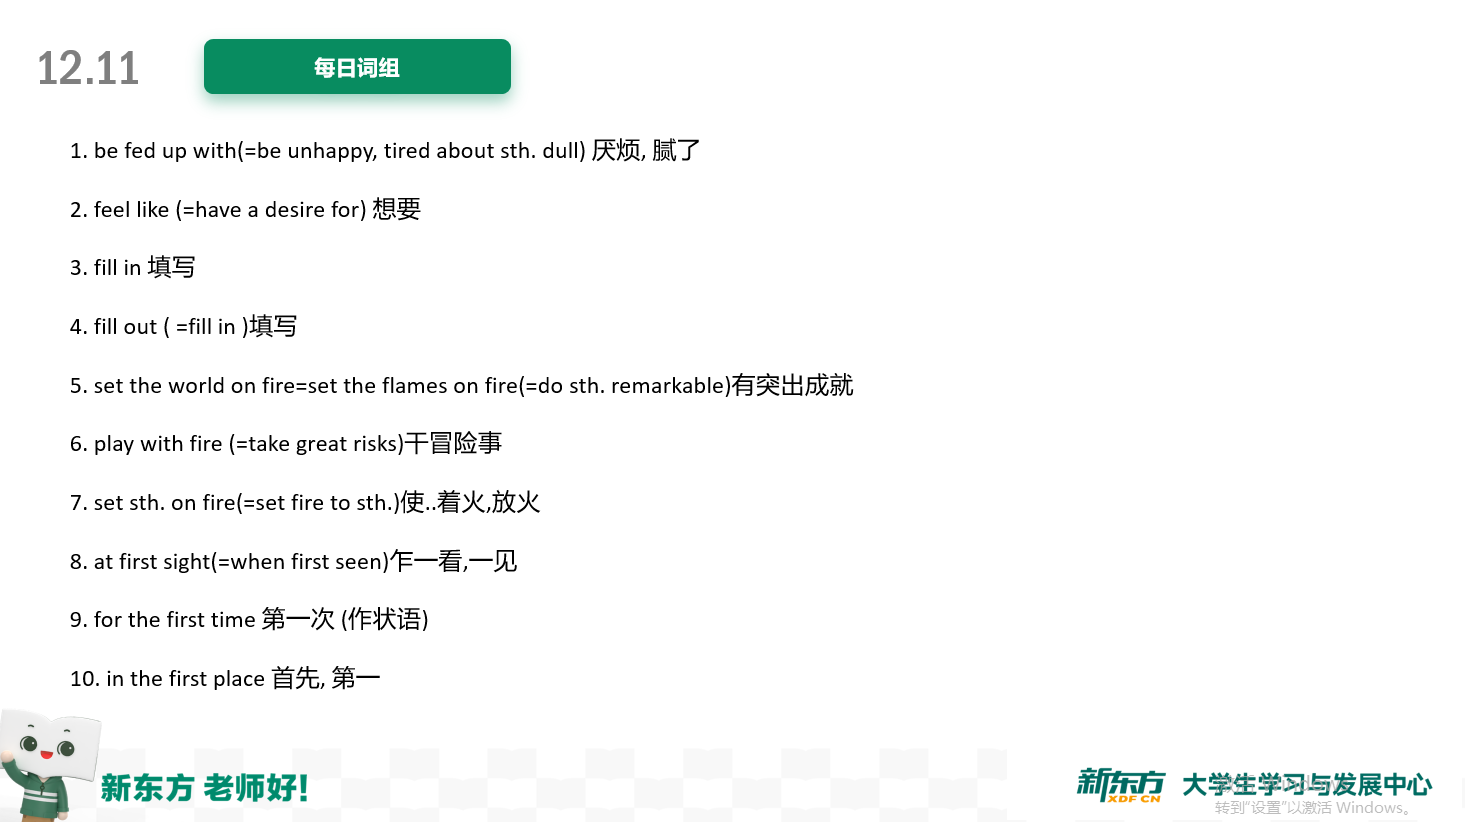 12.11
每日词组
1. be fed up with(=be unhappy, tired about sth. dull) 厌烦, 腻了
2. feel like (=have a desire for) 想要
3. fill in 填写
4. fill out ( =fill in )填写
5. set the world on fire=set the flames on fire(=do sth. remarkable)有突出成就
6. play with fire (=take great risks)干冒险事
7. set sth. on fire(=set fire to sth.)使..着火,放火
8. at first sight(=when first seen)乍一看,一见
9. for the first time 第一次 (作状语)
10. in the first place 首先, 第一
新东方 老师好!
新东方 XDF.CN 大学生学习与发展中心
激活 Windows
转到“设置”以激活 Windows。